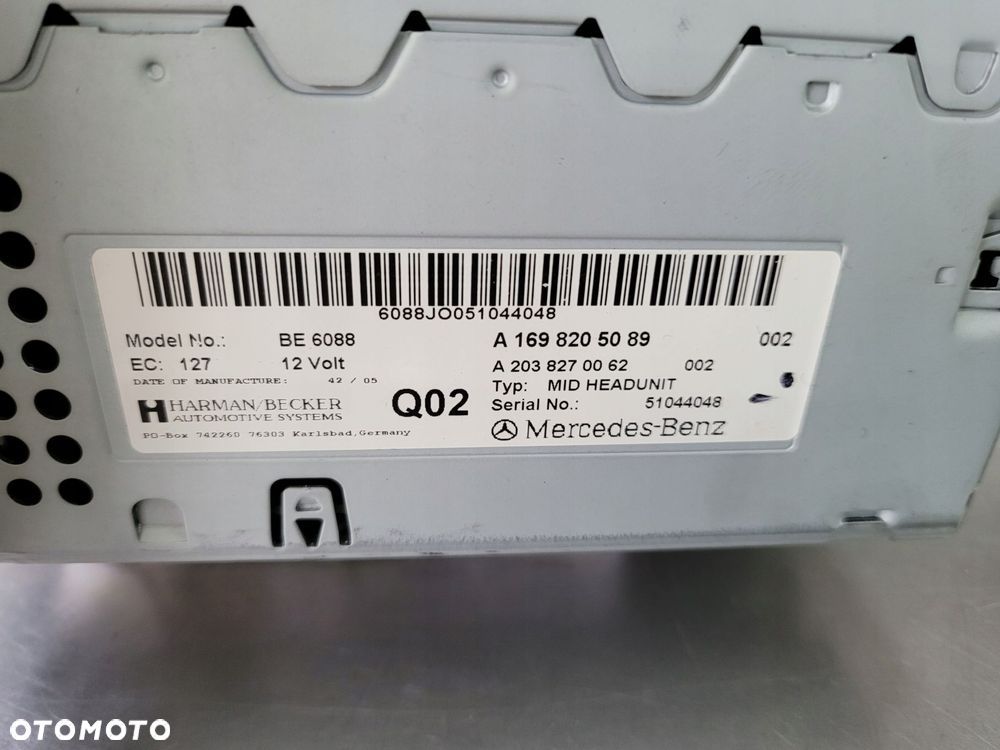 6088JO051044048
Model No.: BE 6088
EC: 127 12 Volt
DATE OF MANUFACTURE: 42 / 05
HARMAN/BECKER
AUTOMOTIVE SYSTEMS
Q02
PO-Box 742260 76303 Karlsbad,Germany
A 169 820 50 89 002
A 203 827 00 62 002
Typ: MID HEADUNIT
Serial No.: 51044048
Mercedes-Benz
OTOMOTO